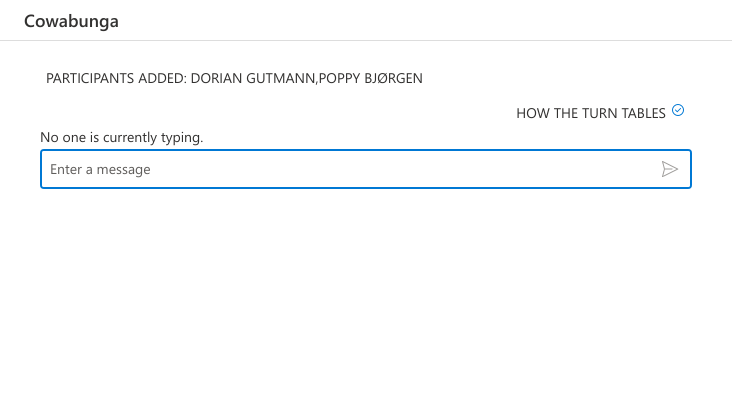 Cowabunga
PARTICIPANTS ADDED: DORIAN GUTMANN,POPPY BJØRGEN
HOW THE TURN TABLES
No one is currently typing.
Enter a message